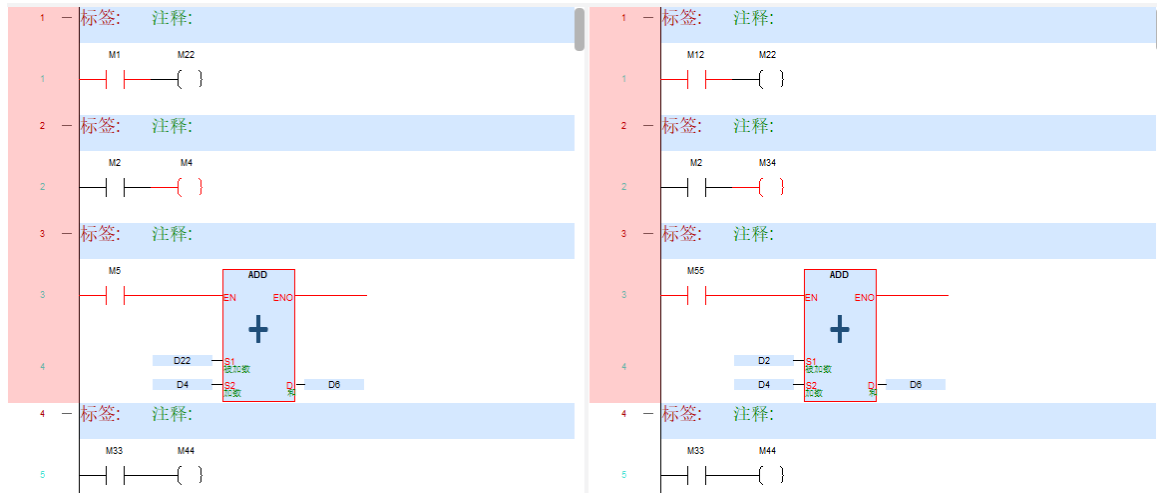 1 — 标签: 注释:
M1 M22
1 ( )
2 — 标签: 注释:
M2 M4
2 ( )
3 — 标签: 注释:
M5 ADD
3 EN ENO
+
D22 S1
4 被加数
D4 S2 D D6
加数 和
4 — 标签: 注释:
M33 M44
5 ( )
1 — 标签: 注释:
M12 M22
1 ( )
2 — 标签: 注释:
M2 M34
2 ( )
3 — 标签: 注释:
M55 ADD
3 EN ENO
+
D2 S1
4 被加数
D4 S2 D D6
加数 和
4 — 标签: 注释:
M33 M44
5 ( )